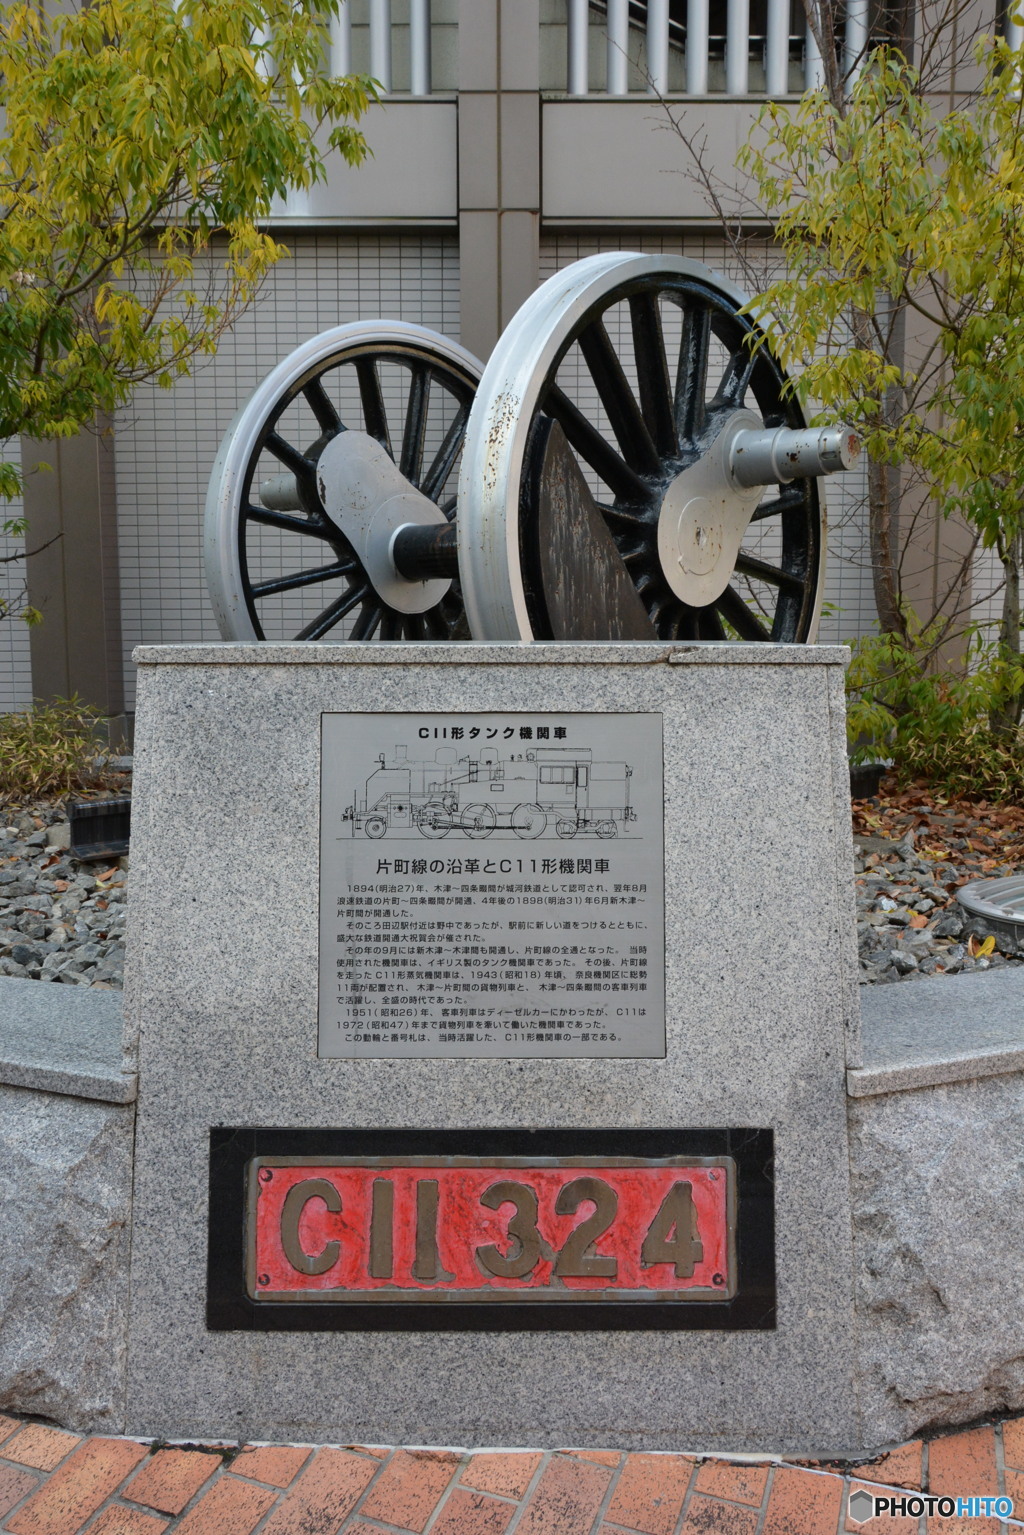 C11形タンク機関車
片町線の沿革とC11形機関車
1894(明治27)年、木津～四条畷間が城河鉄道として認可され、翌年8月
浪速鉄道の片町～四条畷間が開通、4年後の1898(明治31)年6月新木津～
片町間が開通した。
そのころ田辺駅付近は野中であったが、駅前に新しい道をつけるとともに、
盛大な鉄道開通大祝賀会が催された。
その年の9月には新木津～木津間も開通し、片町線の全通となった。 当時
使用された機関車は、イギリス製のタンク機関車であった。その後、片町線
を走ったC11形蒸気機関車は、1943(昭和18)年頃、奈良機関区に総勢
11両が配置され、木津～片町間の貨物列車と、木津～四条畷間の客車列車
で活躍し、全盛の時代であった。
1951(昭和26)年、客車列車はディーゼルカーにかわったが、C11は
1972(昭和47)年まで貨物列車を牽いて働いた機関車であった。
この動輪と番号札は、当時活躍した、C11形機関車の一部である。
C11 324
PHOTOHITO